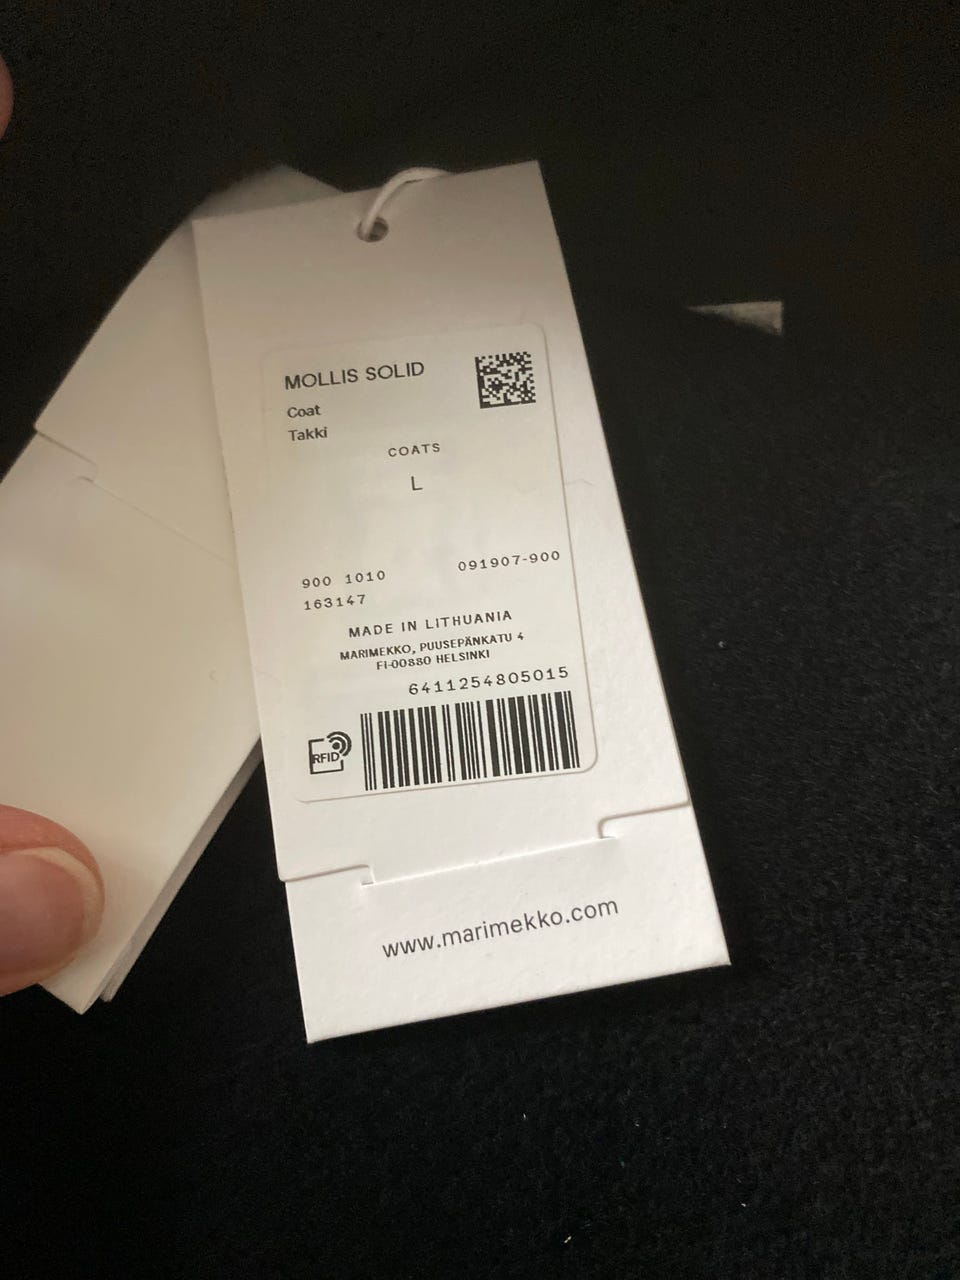 MOLLIS SOLID
Coat
Takki
COATS
L
900 1010 091907-900
163147
MADE IN LITHUANIA
MARIMEKKO, PUUSEPÄNKATU 4
FI-00880 HELSINKI
6411254805015
RFID
www.marimekko.com